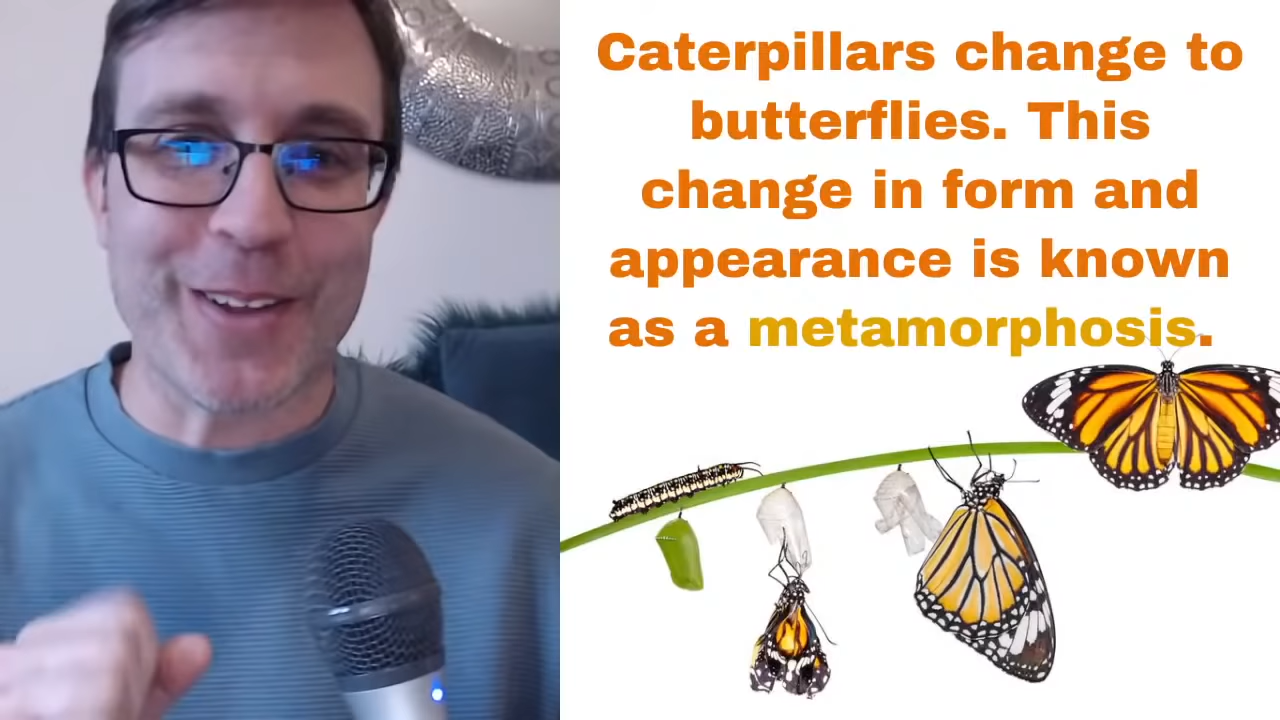 Caterpillars change to
butterflies. This
change in form and
appearance is known
as a metamorphosis.